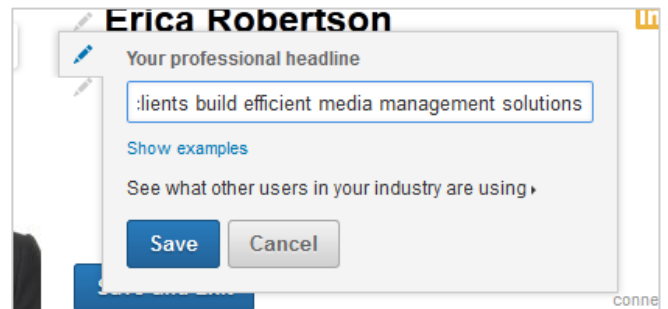 Erica Robertson
in
Your professional headline
:lients build efficient media management solutions
Show examples
See what other users in your industry are using
Save
Cancel
conne